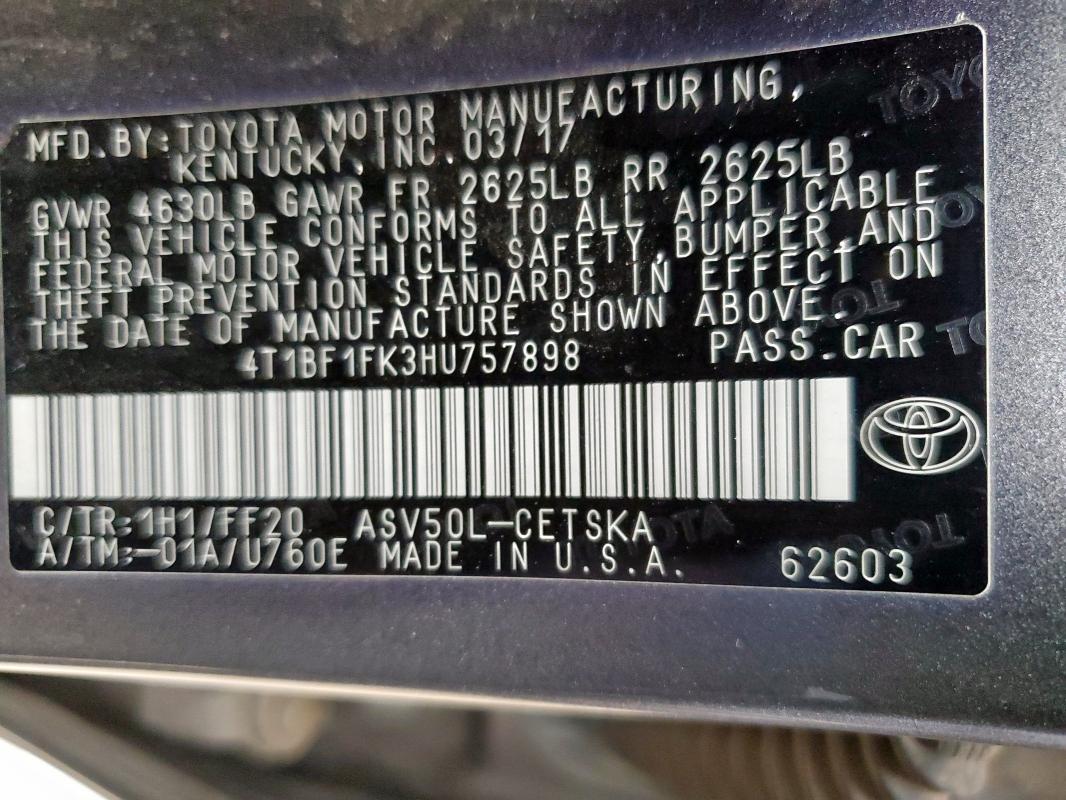 MFD. BY: TOYOTA MOTOR MANUFACTURING,
KENTUCKY, INC. 03/17
GVWR 4630LB GAWR FR 2625LB RR 2625LB
THIS VEHICLE CONFORMS TO ALL APPLICABLE
FEDERAL MOTOR VEHICLE SAFETY, BUMPER, AND
THEFT PREVENTION STANDARDS IN EFFECT ON
THE DATE OF MANUFACTURE SHOWN ABOVE.
4T1BF1FK3HU757898 PASS. CAR
C/TR: 1H1/FF20 ASV50L-CETSKA
A/TM: -01A/U760E MADE IN U.S.A. 62603